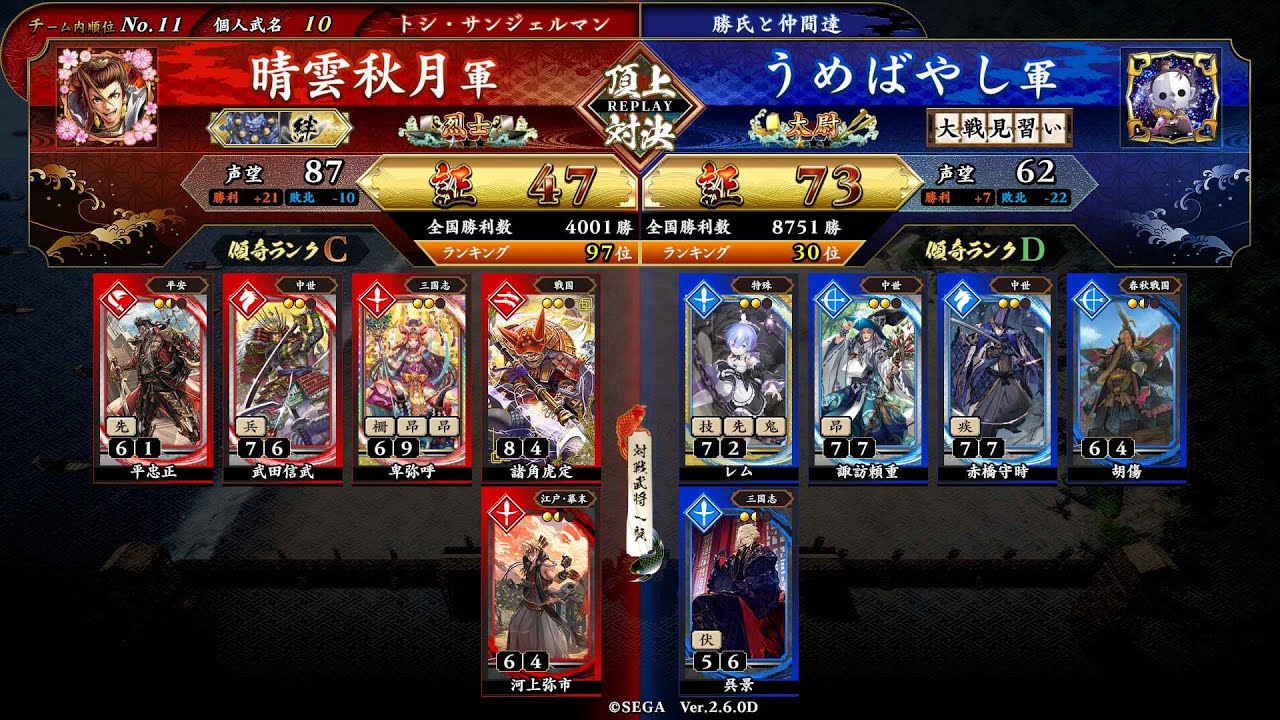 チーム内順位 No.11 個人武名 10
トシ・サンジェルマン
勝氏と仲間達
晴雲秋月軍
うめばやし軍
頂上
REPLAY
対決
絆
烈士
太尉
大戦見習い
声望 87
勝利 +21 敗北 -10
証 47
証 73
声望 62
勝利 +7 敗北 -22
全国勝利数 4001勝
全国勝利数 8751勝
ランキング 97位
ランキング 30位
傾奇ランクC
傾奇ランクD
平安
中世
三国志
戦国
特殊
中世
中世
春秋戦国
先
兵
柵 昂 昂
技 先 鬼
昂
疾
6 1
7 6
6 9
8 4
7 2
7 7
7 7
6 4
平忠正
武田信武
卑弥呼
諸角虎定
レム
諏訪頼重
赤橋守時
胡傷
対戦武将一覧
江戸・幕末
三国志
伏
6 4
5 6
河上弥市
呉景
©SEGA Ver.2.6.0D